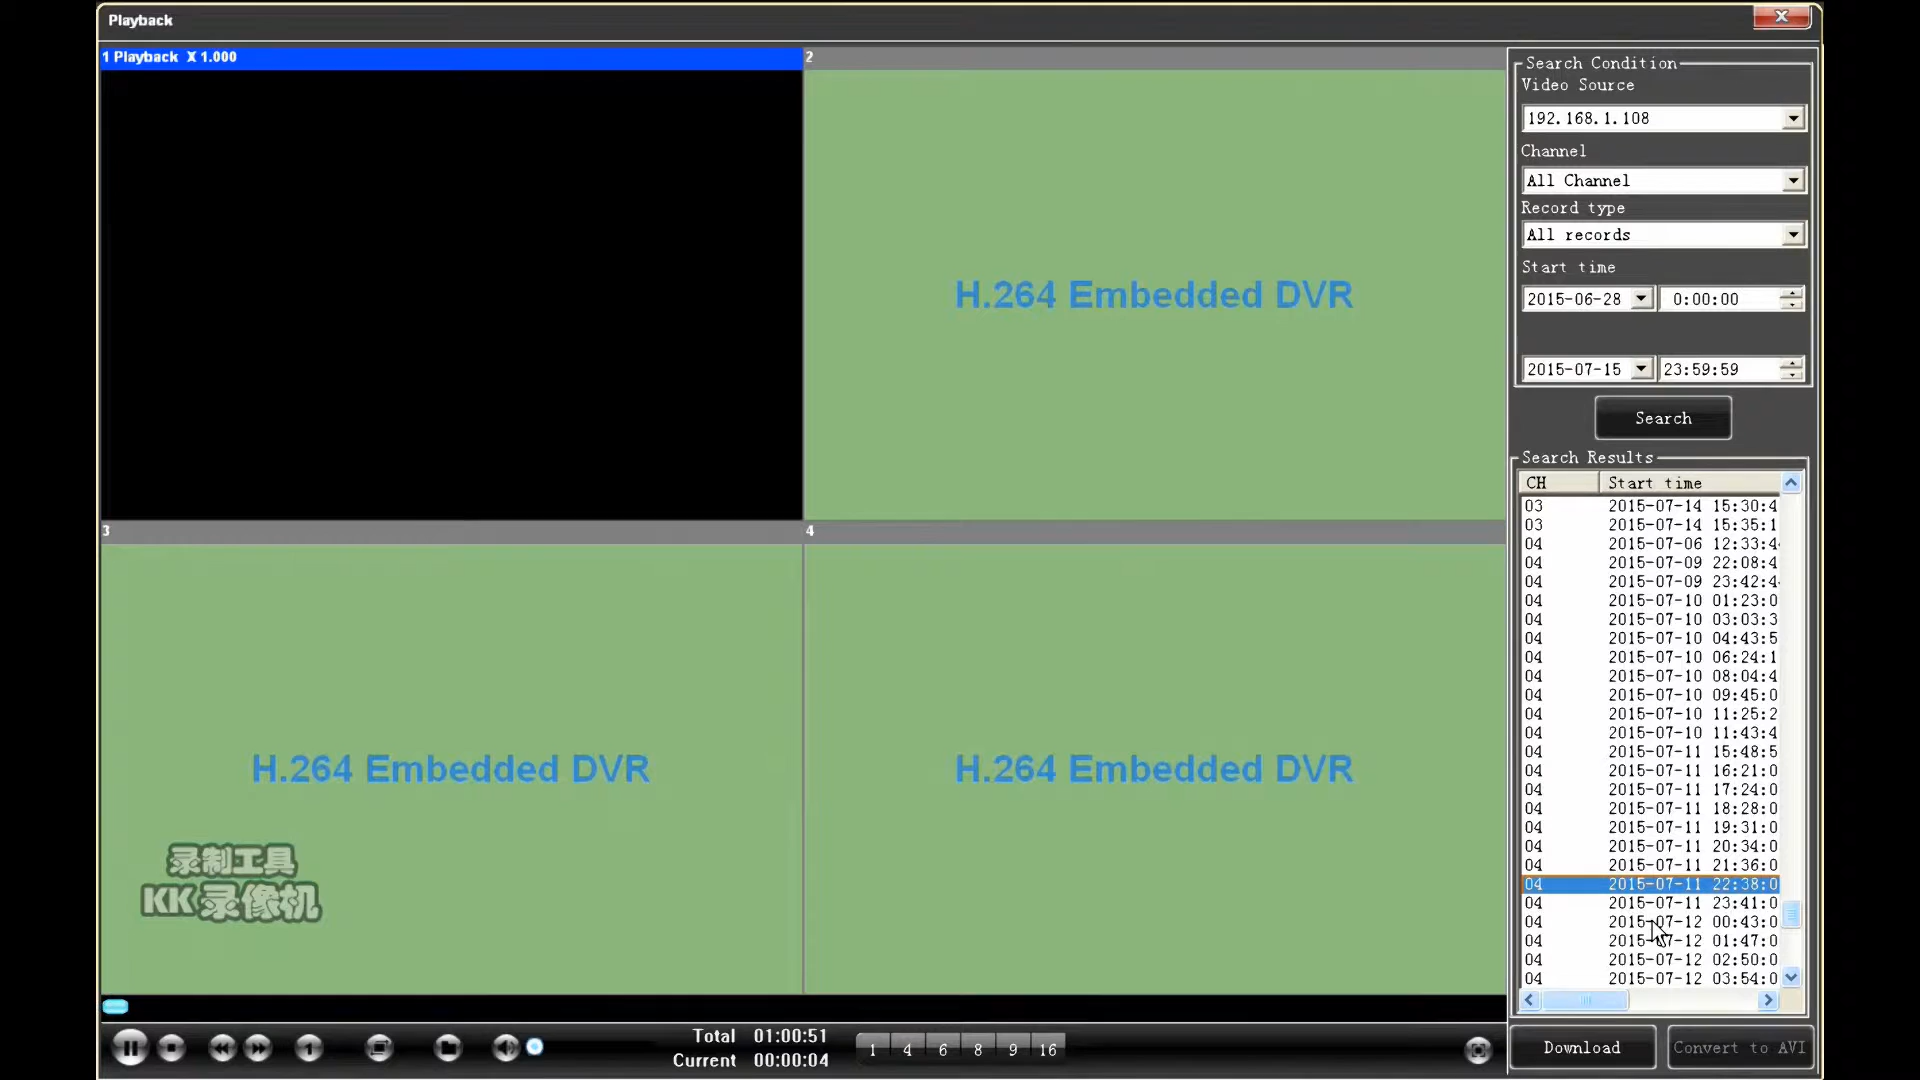 Playback
1 Playback X 1.000
2
H.264 Embedded DVR
3
4
H.264 Embedded DVR
H.264 Embedded DVR
录制工具
KK录像机
Total 01:00:51
Current 00:00:04
1 4 6 8 9 16
Search Condition
Video Source
192.168.1.108
Channel
All Channel
Record type
All records
Start time
2015-06-28 0:00:00
2015-07-15 23:59:59
Search
Search Results
CH Start time
03 2015-07-14 15:30:4
03 2015-07-14 15:35:1
04 2015-07-06 12:33:4
04 2015-07-09 22:08:4
04 2015-07-09 23:42:4
04 2015-07-10 01:23:0
04 2015-07-10 03:03:3
04 2015-07-10 04:43:5
04 2015-07-10 06:24:1
04 2015-07-10 08:04:4
04 2015-07-10 09:45:0
04 2015-07-10 11:25:2
04 2015-07-10 11:43:4
04 2015-07-11 15:48:5
04 2015-07-11 16:21:0
04 2015-07-11 17:24:0
04 2015-07-11 18:28:0
04 2015-07-11 19:31:0
04 2015-07-11 20:34:0
04 2015-07-11 21:36:0
04 2015-07-11 22:38:0
04 2015-07-11 23:41:0
04 2015-07-12 00:43:0
04 2015-07-12 01:47:0
04 2015-07-12 02:50:0
04 2015-07-12 03:54:0
Download
Convert to AVI